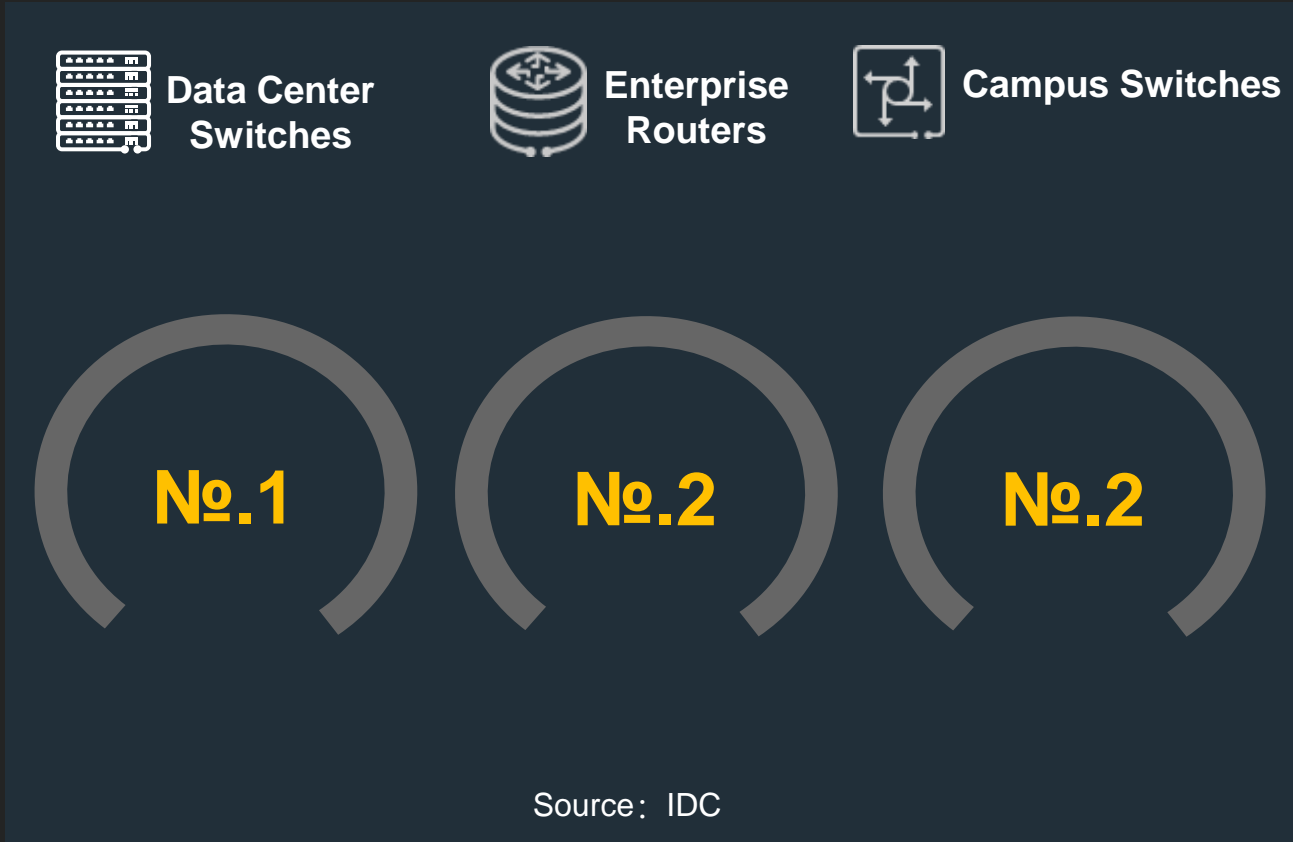 Data Center
Switches
Enterprise
Routers
Campus Switches
№.1
№.2
№.2
Source：IDC